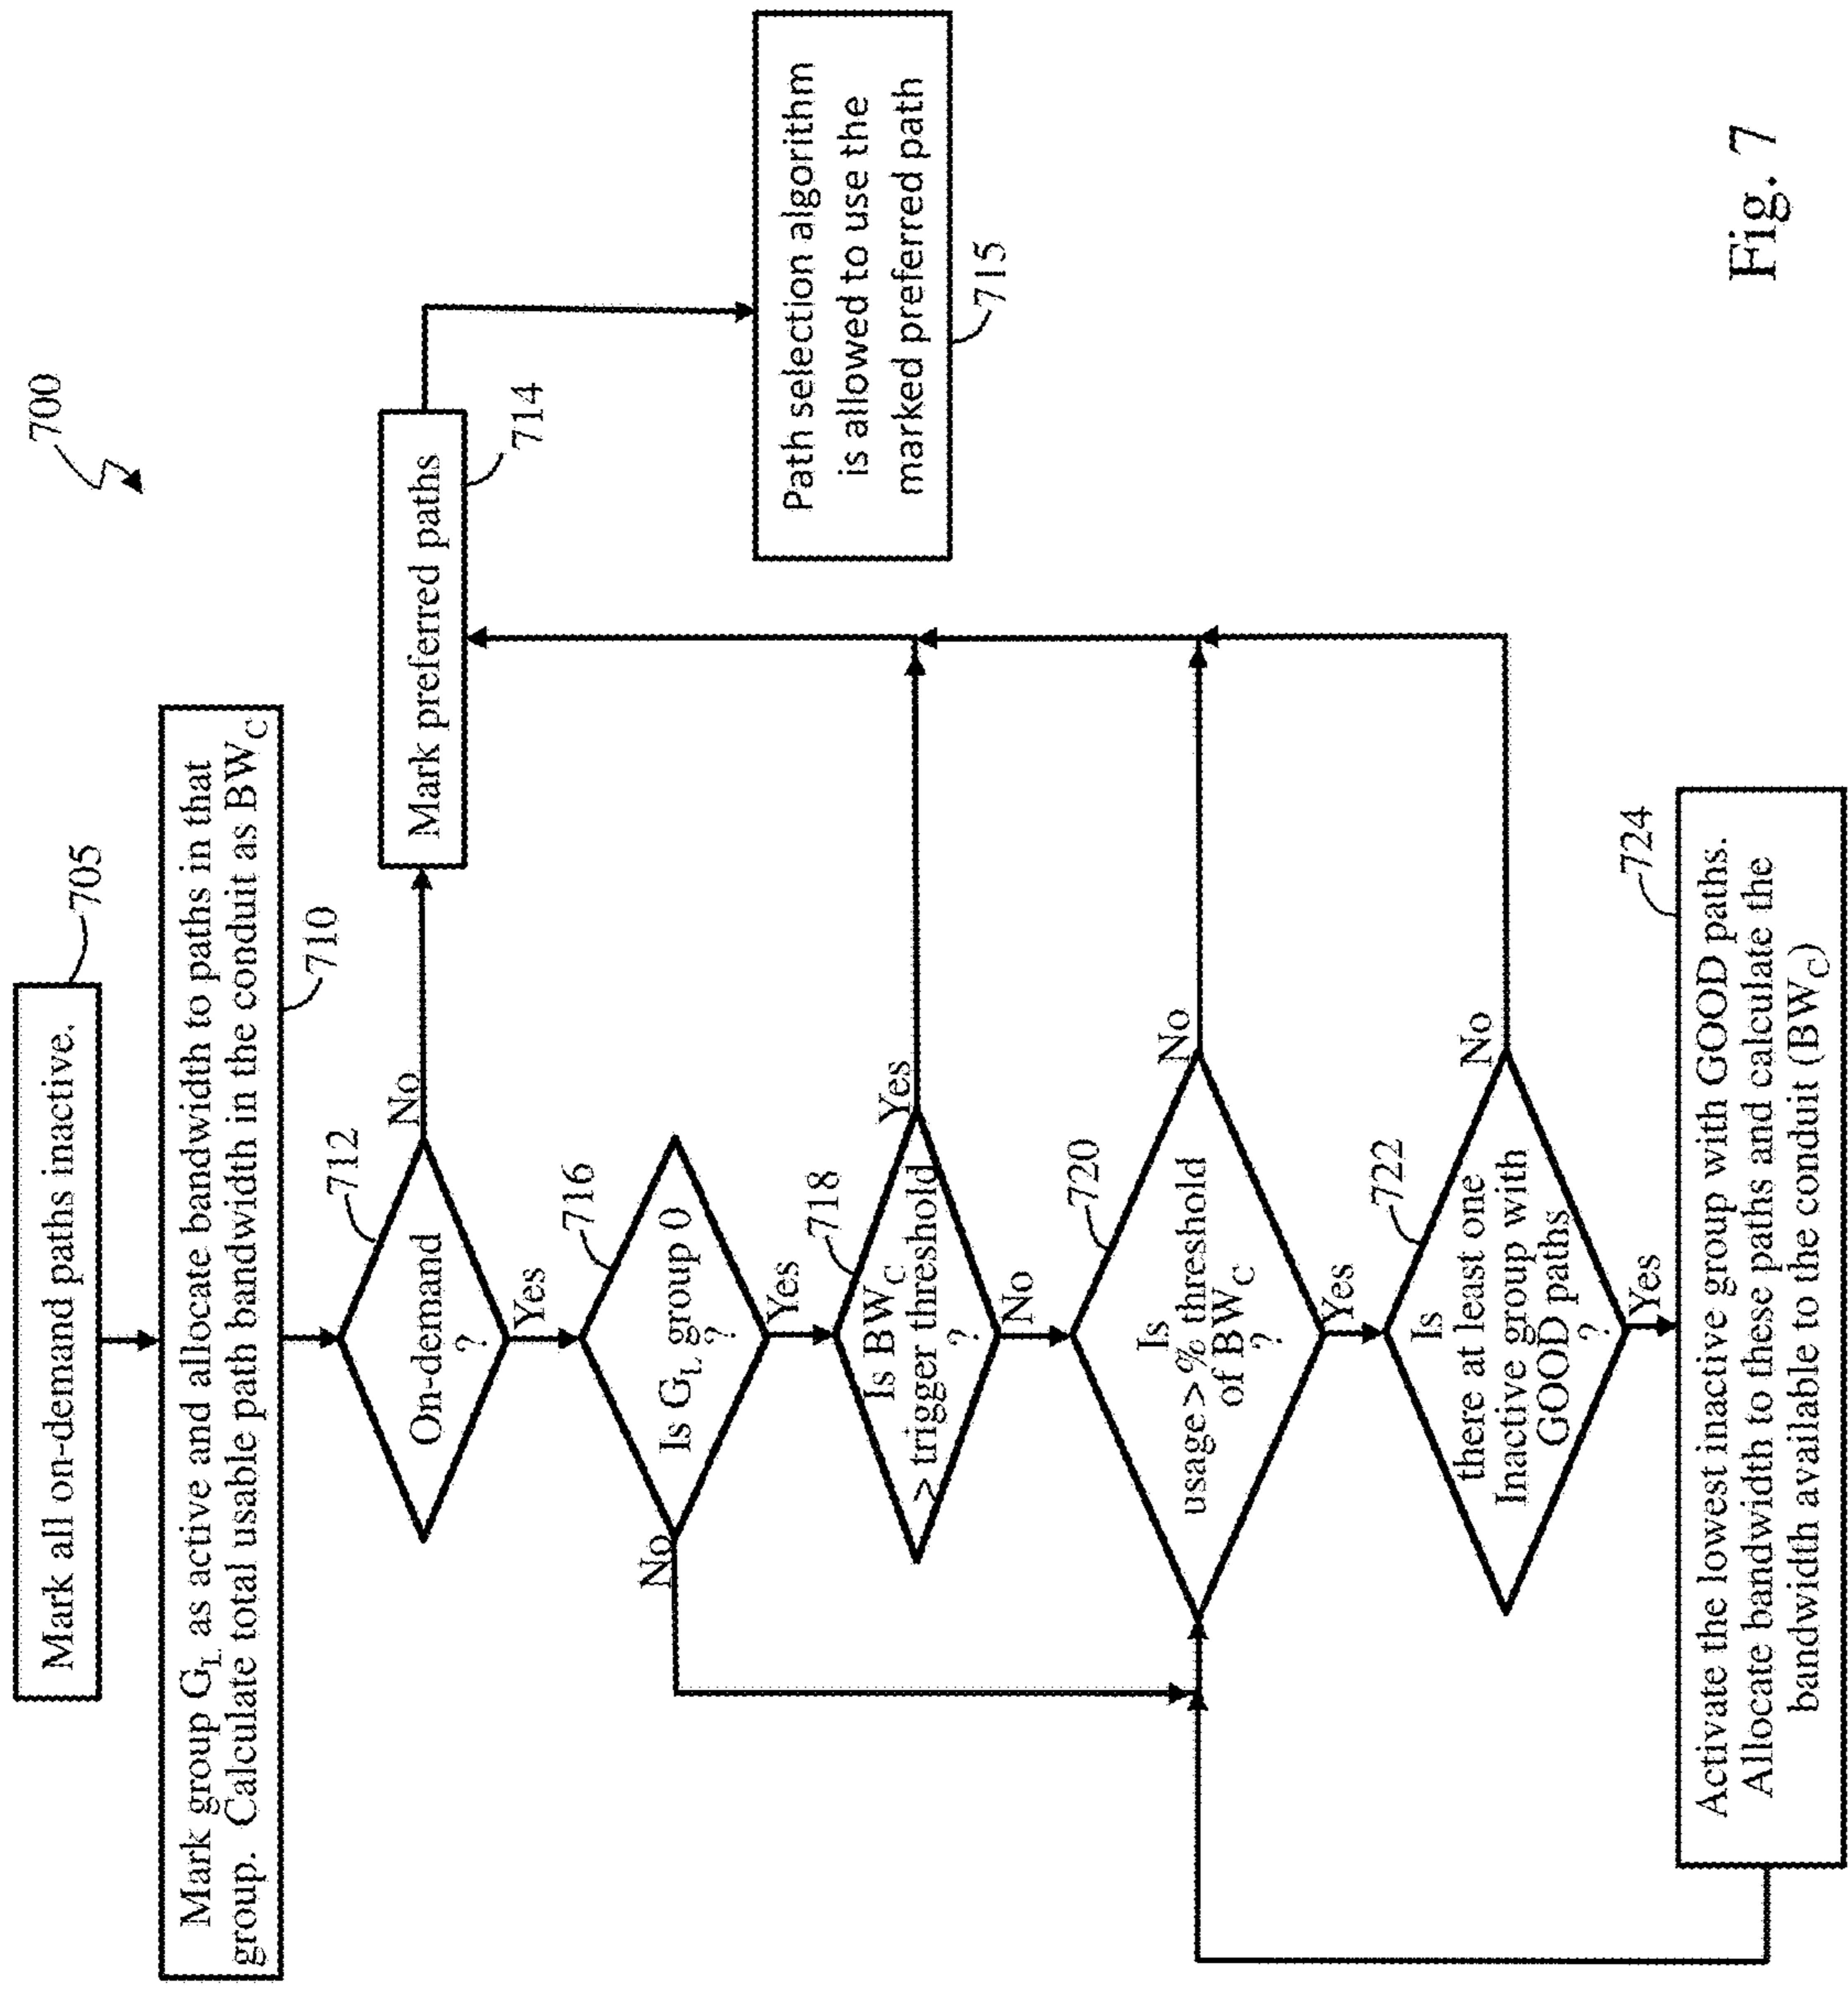 700
Mark all on-demand paths inactive.
705
Mark group G_L as active and allocate bandwidth to paths in that
group. Calculate total usable path bandwidth in the conduit as BW_C
710
712
On-demand
?
No
Yes
Mark preferred paths
714
Path selection algorithm
is allowed to use the
marked preferred path
715
716
Is G_L group 0
?
No
Yes
718
Is BW_C
> trigger threshold
?
Yes
No
720
Is
usage>% threshold
of BW_C
?
No
Yes
722
Is
there at least one
Inactive group with
GOOD paths
?
No
Yes
724
Activate the lowest inactive group with GOOD paths.
Allocate bandwidth to these paths and calculate the
bandwidth available to the conduit (BW_C)
Fig. 7